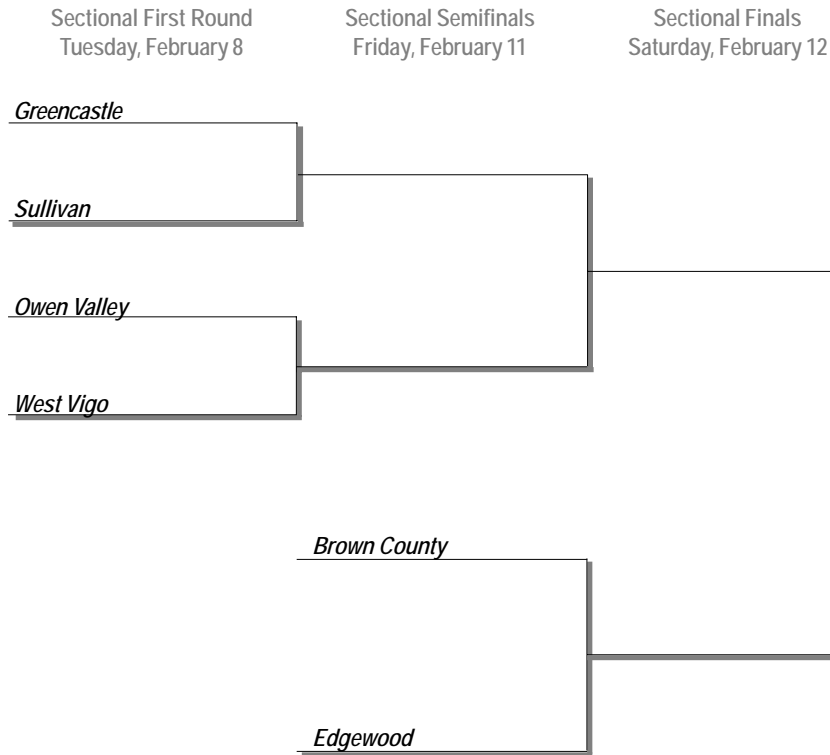 Sectional First Round
Tuesday, February 8
Sectional Semifinals
Friday, February 11
Sectional Finals
Saturday, February 12
Greencastle
Sullivan
Owen Valley
West Vigo
Brown County
Edgewood